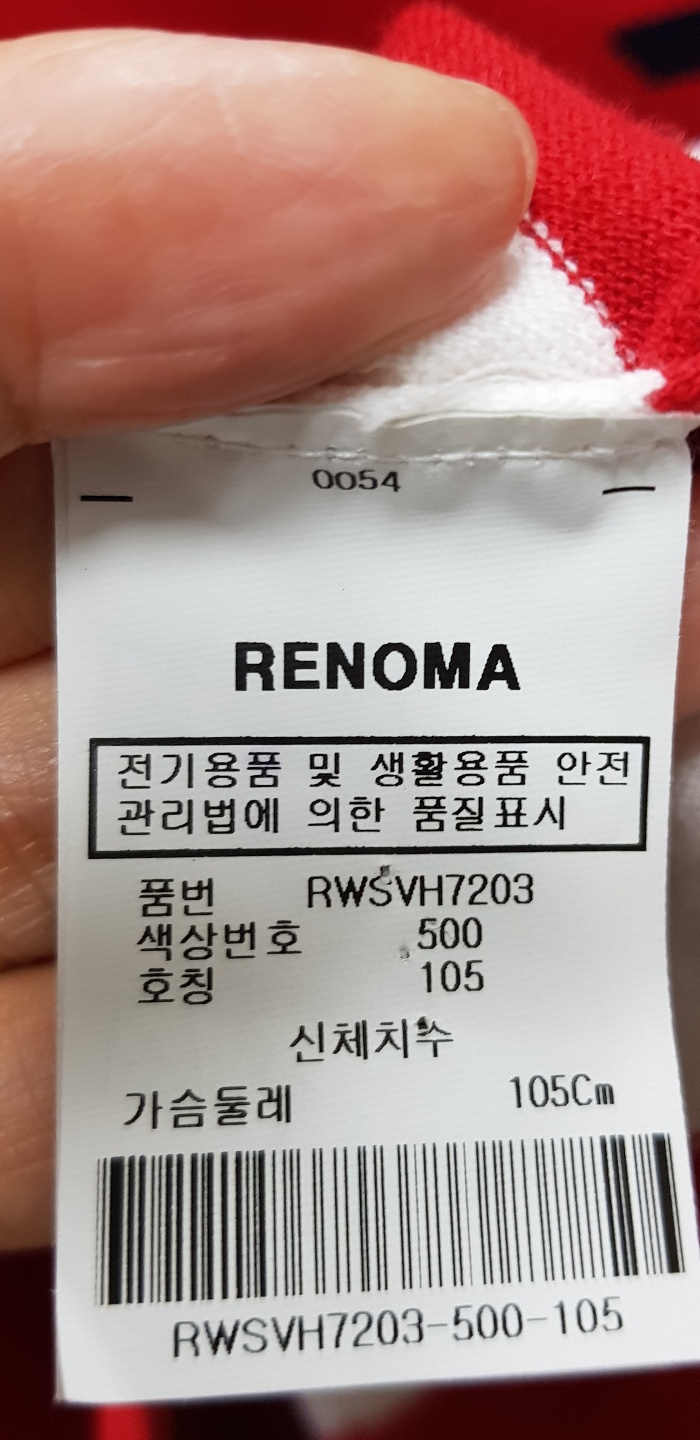 0054
RENOMA
전기용품 및 생활용품 안전
관리법에 의한 품질표시
품번 RWSVH7203
색상번호 500
호칭 105
신체치수
가슴둘레 105Cm
RWSVH7203-500-105